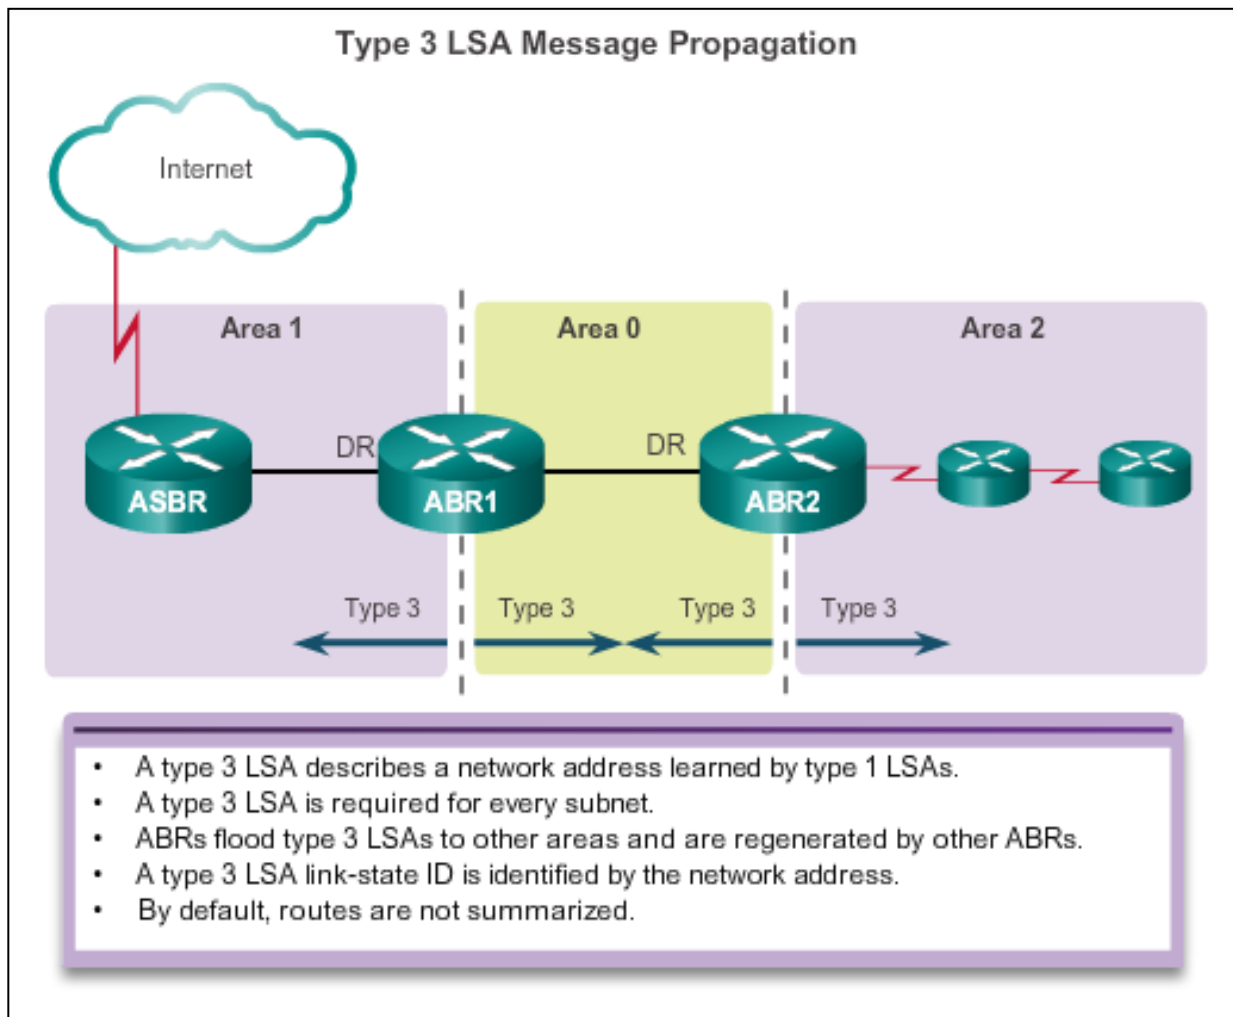 Type 3 LSA Message Propagation
Internet
Area 1
Area 0
Area 2
DR
DR
ASBR
ABR1
ABR2
Type 3
Type 3
Type 3
Type 3
• A type 3 LSA describes a network address learned by type 1 LSAs.
• A type 3 LSA is required for every subnet.
• ABRs flood type 3 LSAs to other areas and are regenerated by other ABRs.
• A type 3 LSA link-state ID is identified by the network address.
• By default, routes are not summarized.